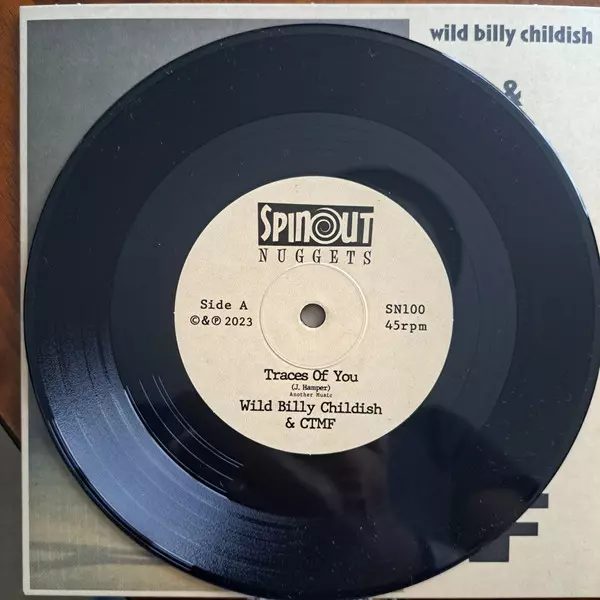 wild billy childish
&
SPINOUT
NUGGETS
Side A
©&℗ 2023
SN100
45rpm
Traces Of You
(J. Hamper)
Another Music
Wild Billy Childish
& CTMF